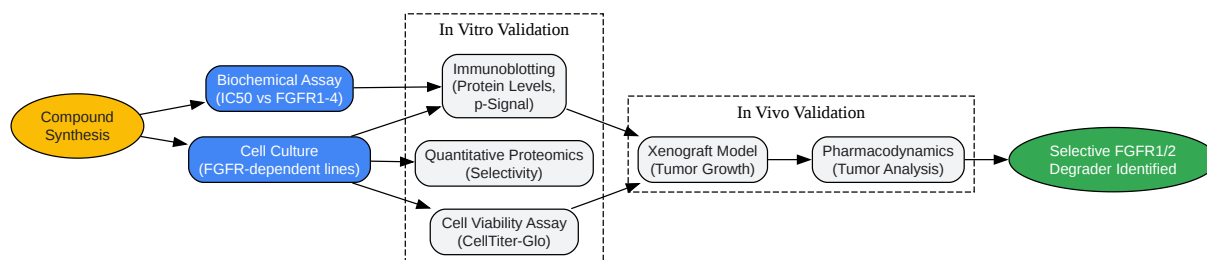 Compound
Synthesis
Biochemical Assay
(IC50 vs FGFR1-4)
Cell Culture
(FGFR-dependent lines)
In Vitro Validation
Immunoblotting
(Protein Levels,
p-Signal)
Quantitative Proteomics
(Selectivity)
Cell Viability Assay
(CellTiter-Glo)
In Vivo Validation
Xenograft Model
(Tumor Growth)
Pharmacodynamics
(Tumor Analysis)
Selective FGFR1/2
Degrader Identified